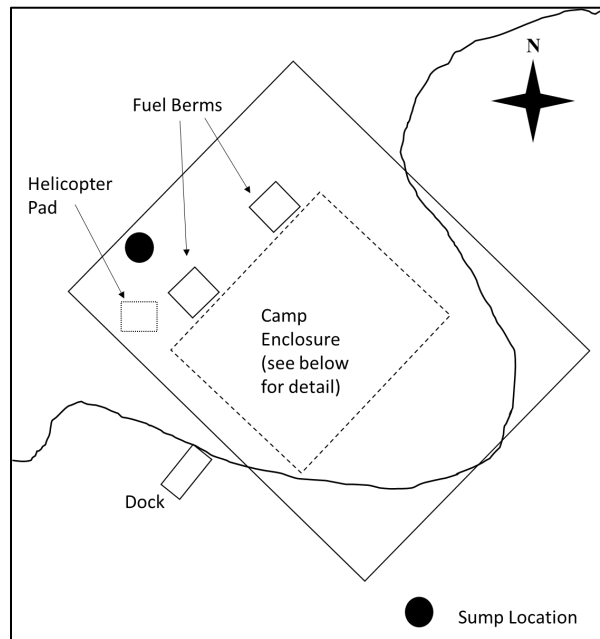 N
Fuel Berms
Helicopter
Pad
Camp
Enclosure
(see below
for detail)
Dock
Sump Location